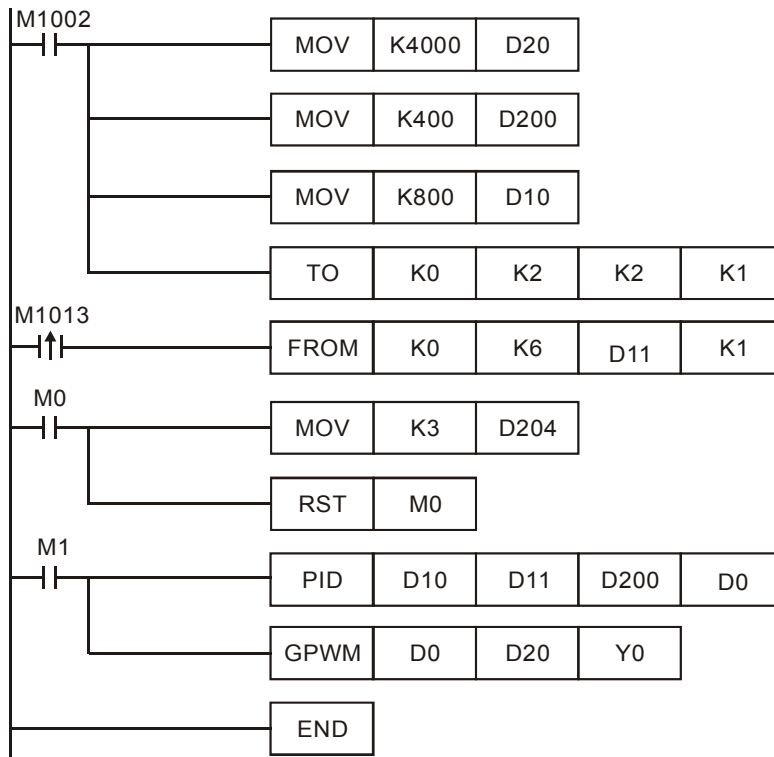 M1002
MOV K4000 D20
MOV K400 D200
MOV K800 D10
TO K0 K2 K2 K1
M1013
FROM K0 K6 D11 K1
M0
MOV K3 D204
RST M0
M1
PID D10 D11 D200 D0
GPWM D0 D20 Y0
END